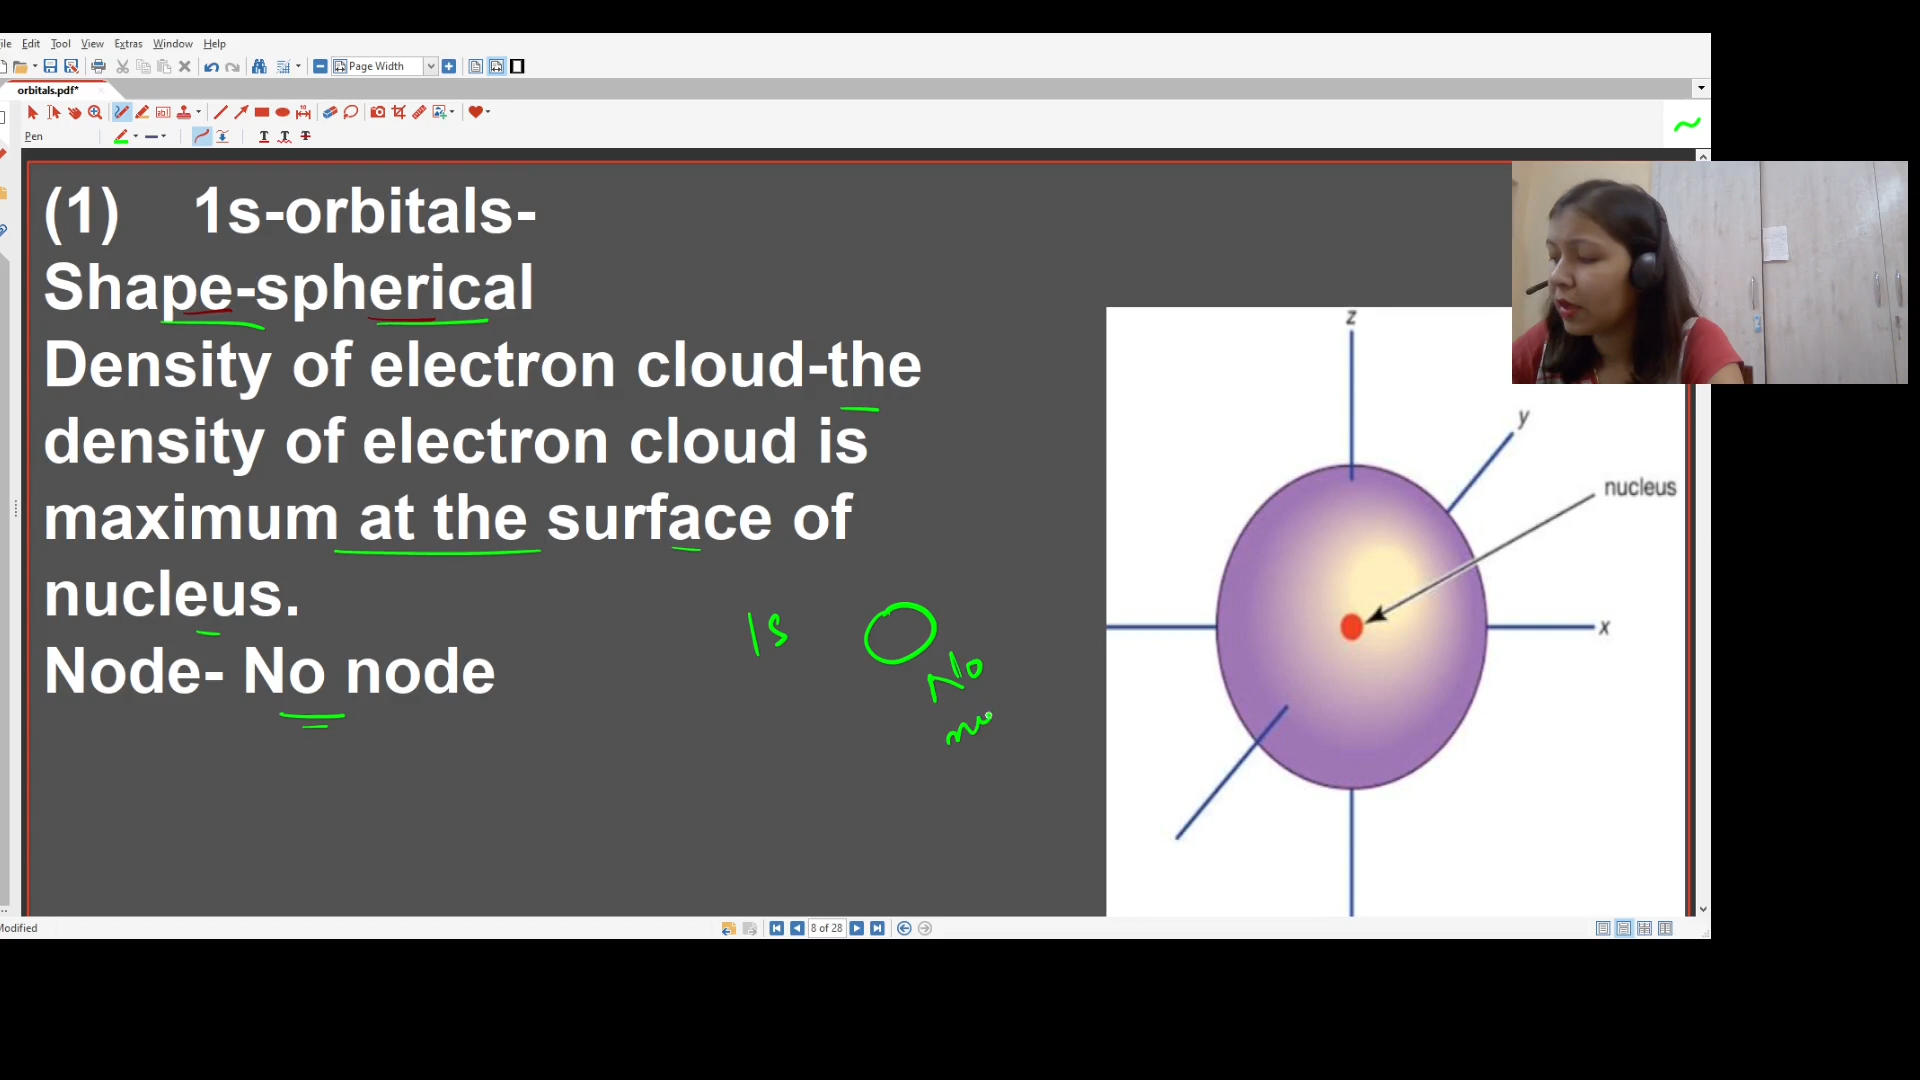 ile Edit Tool View Extras Window Help
Page Width
orbitals.pdf*
Pen
(1) 1s-orbitals-
Shape-spherical
Density of electron cloud-the
density of electron cloud is
maximum at the surface of
nucleus.
Node- No node
1s
No
z
y
nucleus
x
Modified
8 of 28